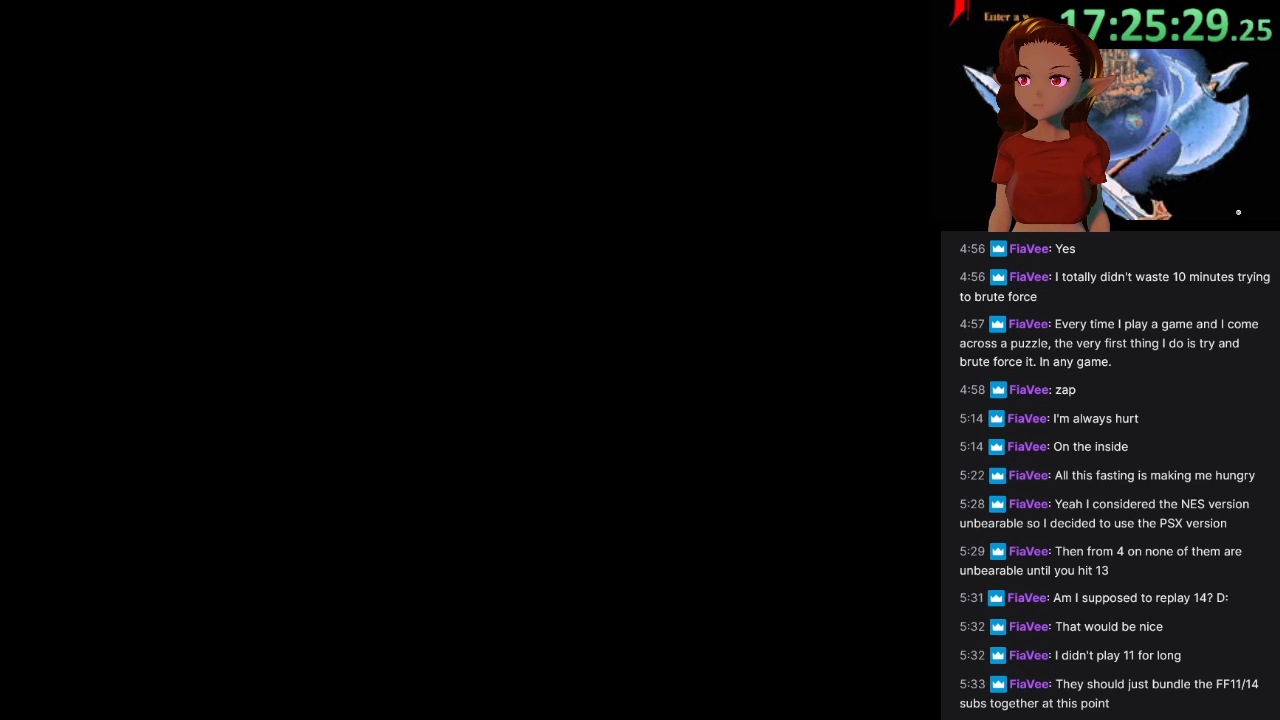 Enter a w
17:25:29.25
4:56 FiaVee: Yes
4:56 FiaVee: I totally didn't waste 10 minutes trying
to brute force
4:57 FiaVee: Every time I play a game and I come
across a puzzle, the very first thing I do is try and
brute force it. In any game.
4:58 FiaVee: zap
5:14 FiaVee: I'm always hurt
5:14 FiaVee: On the inside
5:22 FiaVee: All this fasting is making me hungry
5:28 FiaVee: Yeah I considered the NES version
unbearable so I decided to use the PSX version
5:29 FiaVee: Then from 4 on none of them are
unbearable until you hit 13
5:31 FiaVee: Am I supposed to replay 14? D:
5:32 FiaVee: That would be nice
5:32 FiaVee: I didn't play 11 for long
5:33 FiaVee: They should just bundle the FF11/14
subs together at this point